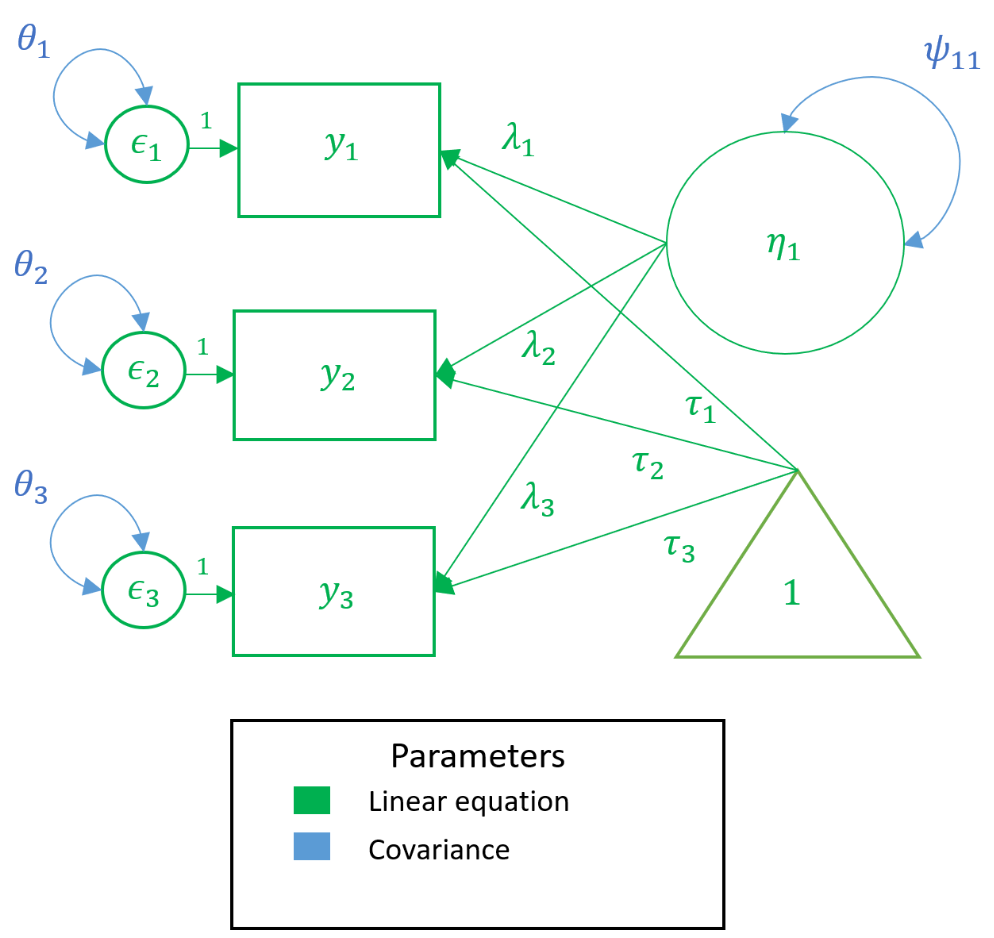 θ₁
ψ₁₁
ϵ₁
1
y₁
λ₁
η₁
θ₂
ϵ₂
1
y₂
λ₂
τ₁
τ₂
θ₃
ϵ₃
1
y₃
λ₃
τ₃
1
Parameters
Linear equation
Covariance